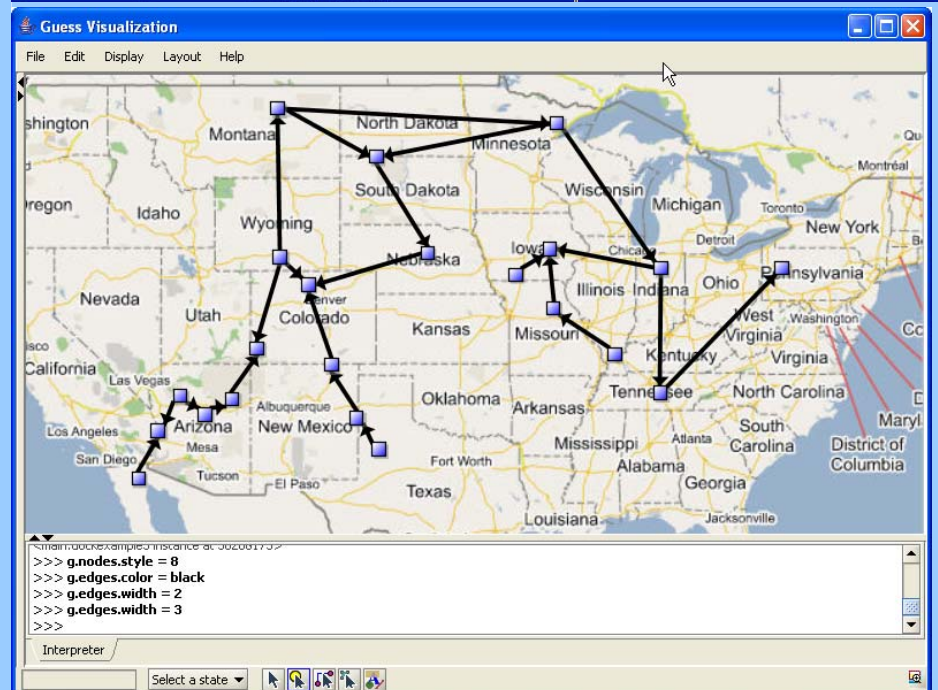 Guess Visualization
File Edit Display Layout Help
Montana
North Dakota
Minnesota
Montréal
South Dakota
Wisconsin
Michigan
Toronto
Idaho
Wyoming
New York
Iowa
Chicago
Detroit
Nebraska
Illinois
Indiana
Ohio
Pennsylvania
Nevada
Utah
Denver
Colorado
Kansas
Missouri
West Virginia
Washington
California
Kentucky
Virginia
Las Vegas
Albuquerque
Oklahoma
Tennessee
North Carolina
Arkansas
Los Angeles
Arizona
New Mexico
Mesa
San Diego
Tucson
El Paso
Fort Worth
Mississippi
Atlanta
South Carolina
District of Columbia
Alabama
Texas
Georgia
Louisiana
Jacksonville
>>> g.nodes.style = 8
>>> g.edges.color = black
>>> g.edges.width = 2
>>> g.edges.width = 3
>>>
Interpreter
Select a state